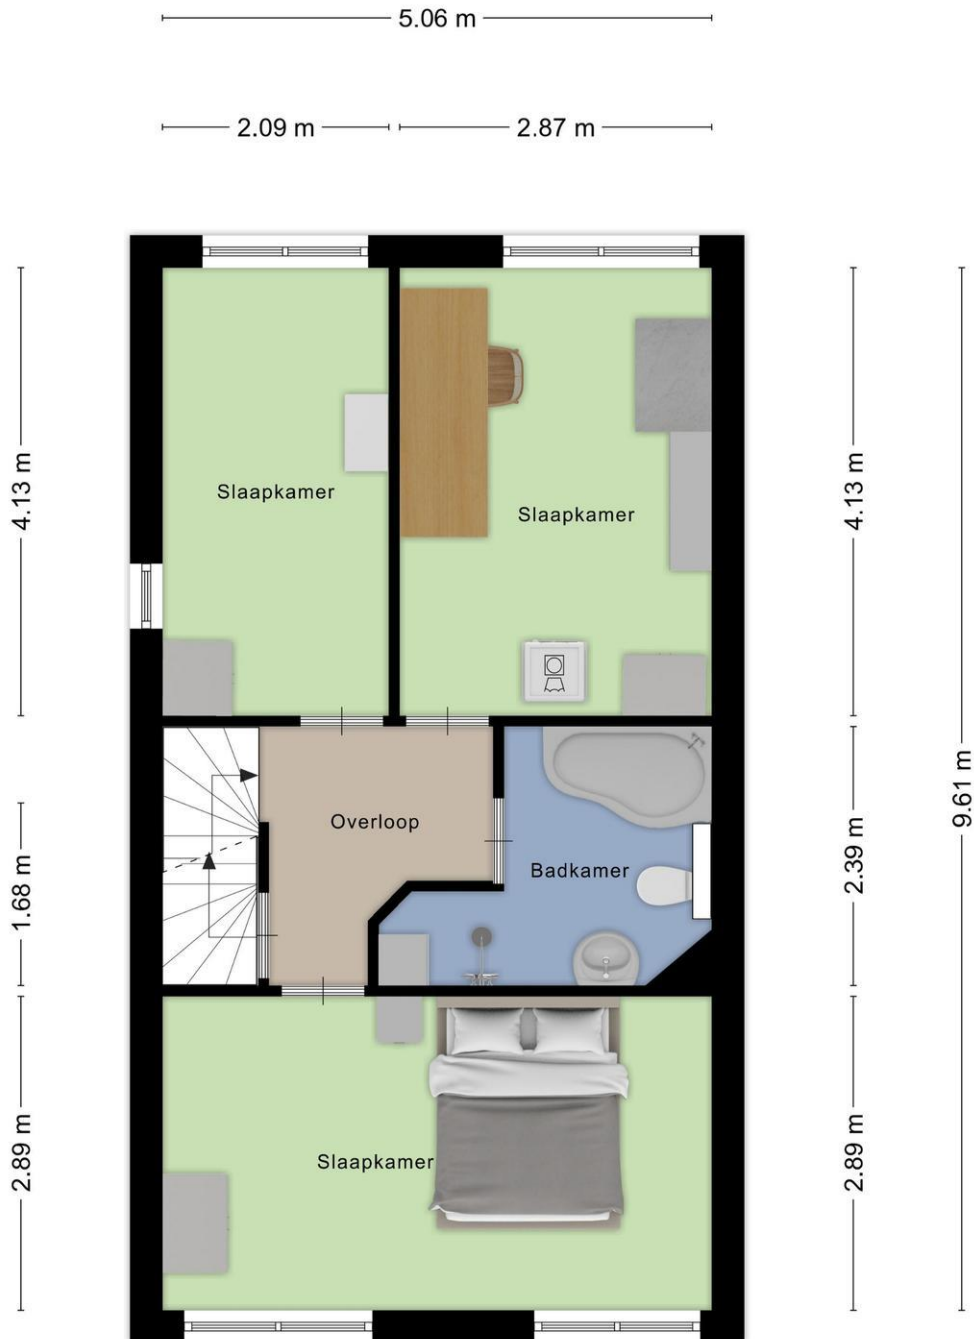 5.06 m
2.09 m
2.87 m
4.13 m
4.13 m
Slaapkamer
Slaapkamer
9.61 m
Overloop
1.68 m
2.39 m
Badkamer
2.89 m
2.89 m
Slaapkamer